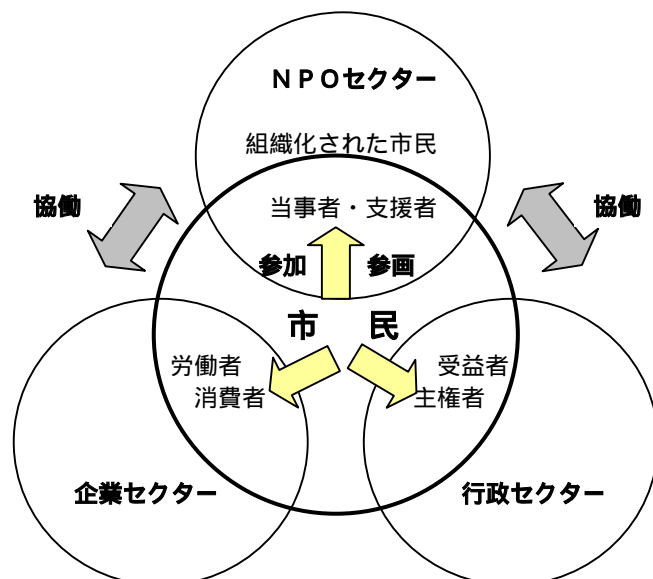 ＮＰＯセクター
組織化された市民
当事者・支援者
協働
協働
参加
参画
市 民
労働者
消費者
受益者
主権者
企業セクター
行政セクター